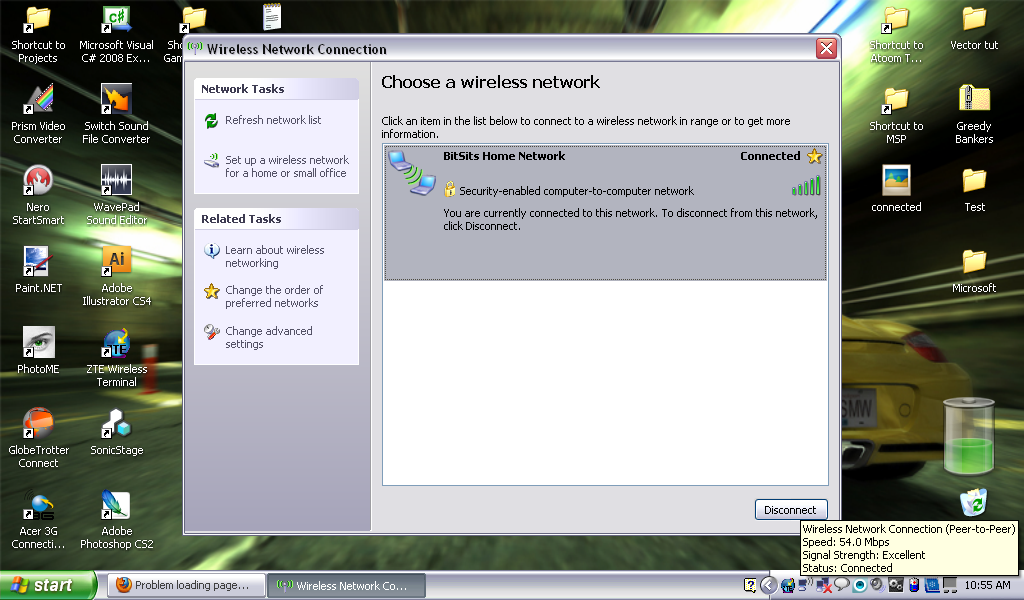 Shortcut to
Projects
Microsoft Visual
C# 2008 Ex...
Wireless Network Connection
Network Tasks
Refresh network list
Set up a wireless network
for a home or small office
Related Tasks
Learn about wireless
networking
Change the order of
preferred networks
Change advanced
settings
Choose a wireless network
Click an item in the list below to connect to a wireless network in range or to get more
information.
BitSits Home Network
Connected
Security-enabled computer-to-computer network
You are currently connected to this network. To disconnect from this network,
click Disconnect.
Disconnect
Prism Video
Converter
Switch Sound
File Converter
Nero
StartSmart
WavePad
Sound Editor
Paint.NET
Ai
Adobe
Illustrator CS4
PhotoME
ZTE Wireless
Terminal
GlobeTrotter
Connect
SonicStage
Acer 3G
Connecti...
Adobe
Photoshop CS2
Shortcut to
Atoom T...
Vector tut
Shortcut to
MSP
Greedy
Bankers
connected
Test
Microsoft
Wireless Network Connection (Peer-to-Peer)
Speed: 54.0 Mbps
Signal Strength: Excellent
Status: Connected
start
Problem loading page...
Wireless Network Co...
10:55 AM